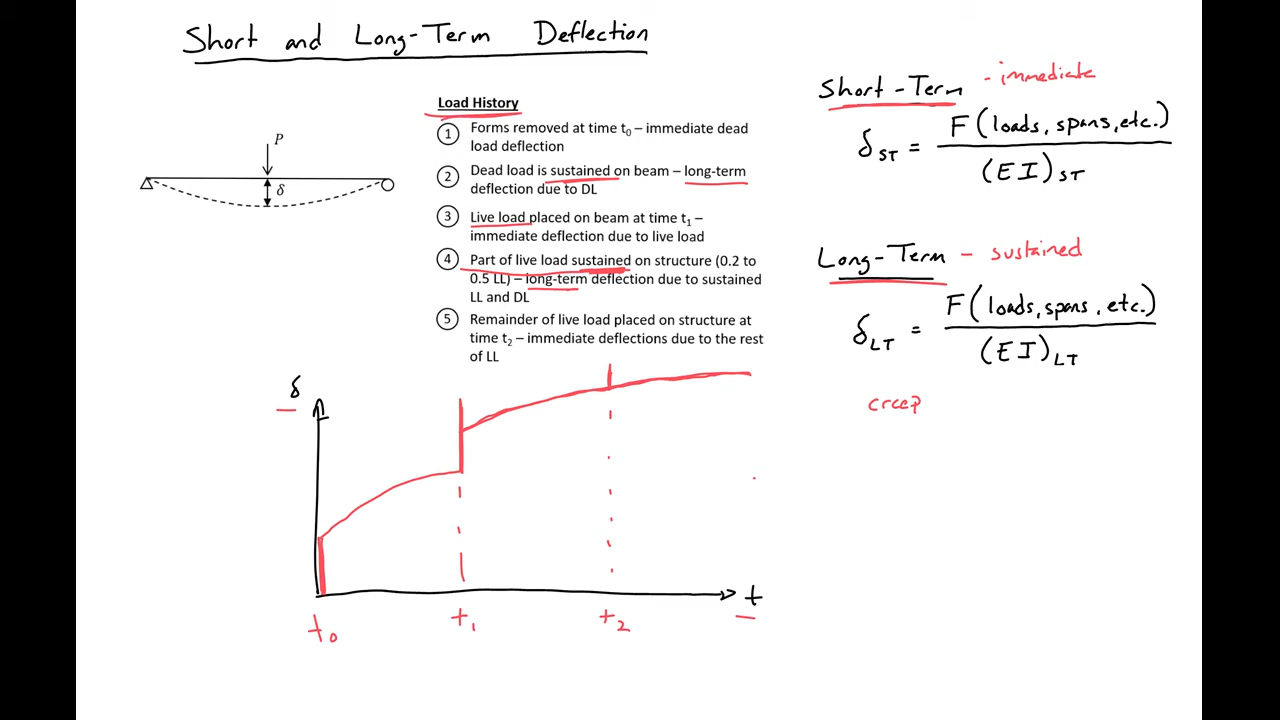 Short and Long-Term Deflection
P
δ
Load History
1 Forms removed at time t₀ – immediate dead
load deflection
2 Dead load is sustained on beam – long-term
deflection due to DL
3 Live load placed on beam at time t₁ –
immediate deflection due to live load
4 Part of live load sustained on structure (0.2 to
0.5 LL) – long-term deflection due to sustained
LL and DL
5 Remainder of live load placed on structure at
time t₂ – immediate deflections due to the rest
of LL
δ
t
t₀
t₁
t₂
Short-Term - immediate
δST = F(loads, spans, etc.)
(EI)ST
Long-Term - sustained
δLT = F(loads, spans, etc.)
(EI)LT
creep